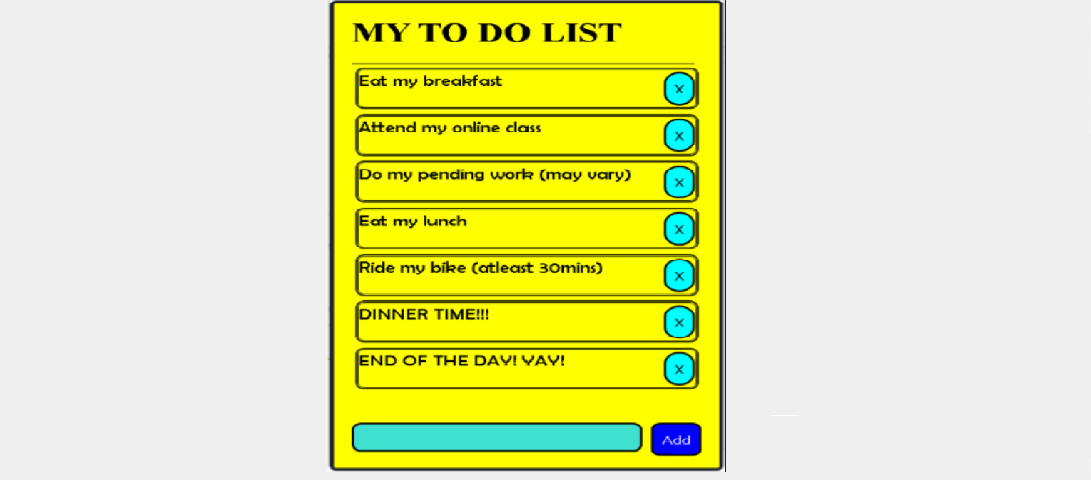 MY TO DO LIST
Eat my breakfast
x
Attend my online class
x
Do my pending work (may vary)
x
Eat my lunch
x
Ride my bike (atleast 30mins)
x
DINNER TIME!!!
x
END OF THE DAY! YAY!
x
Add